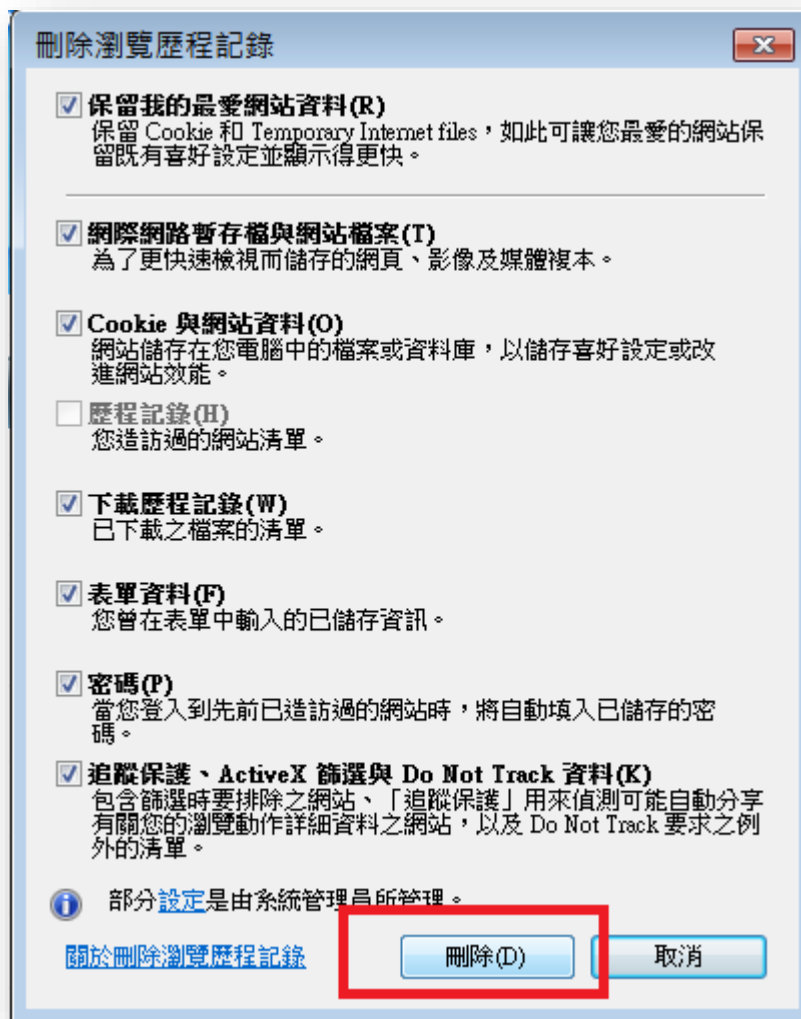 刪除瀏覽歷程記錄
保留我的最愛網站資料(R)
保留 Cookie 和 Temporary Internet files，如此可讓您最愛的網站保
留既有喜好設定並顯示得更快。
網際網路暫存檔與網站檔案(T)
為了更快速檢視而儲存的網頁、影像及媒體複本。
Cookie 與網站資料(O)
網站儲存在您電腦中的檔案或資料庫，以儲存喜好設定或改
進網站效能。
歷程記錄(H)
您造訪過的網站清單。
下載歷程記錄(W)
已下載之檔案的清單。
表單資料(F)
您曾在表單中輸入的已儲存資訊。
密碼(P)
當您登入到先前已造訪過的網站時，將自動填入已儲存的密
碼。
追蹤保護、ActiveX 篩選與 Do Not Track 資料(K)
包含篩選時要排除之網站、「追蹤保護」用來偵測可能自動分享
有關您的瀏覽動作詳細資料之網站，以及 Do Not Track 要求之例
外的清單。
部分設定是由系統管理員所管理。
關於刪除瀏覽歷程記錄
刪除(D)
取消